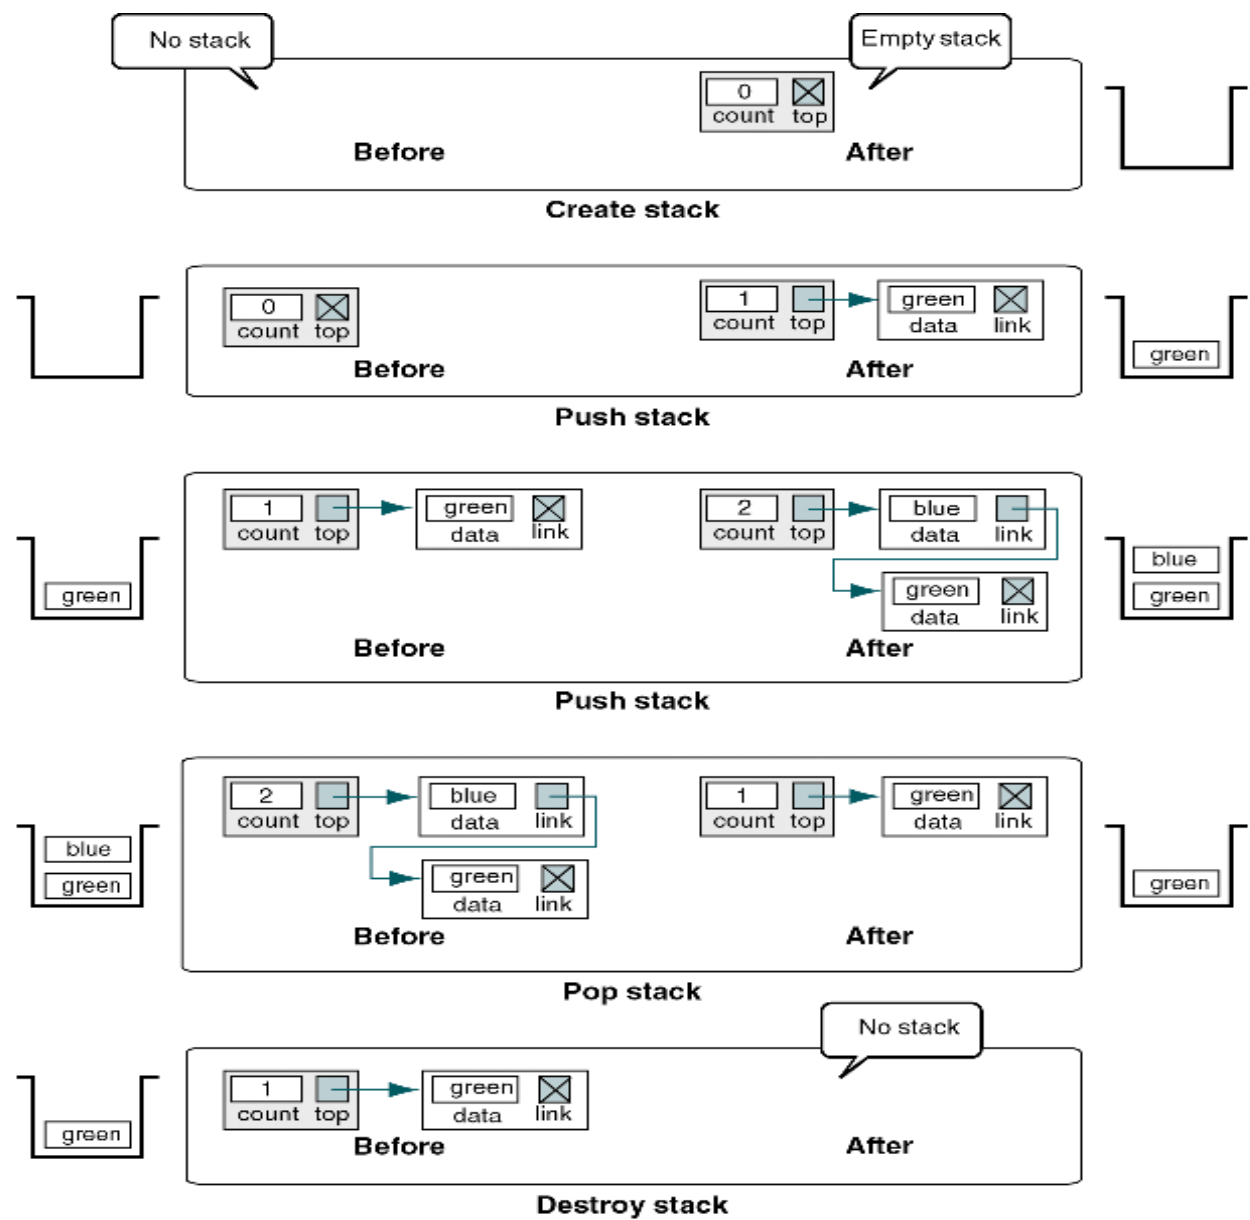 No stack
Empty stack
0
count top
Before
After
Create stack
0
count top
Before
1
count top
green
data link
After
green
Push stack
green
1
count top
green
data link
Before
2
count top
blue
data link
green
data link
After
blue
green
Push stack
blue
green
2
count top
blue
data link
green
data link
Before
1
count top
green
data link
After
green
Pop stack
No stack
green
1
count top
green
data link
Before
After
Destroy stack